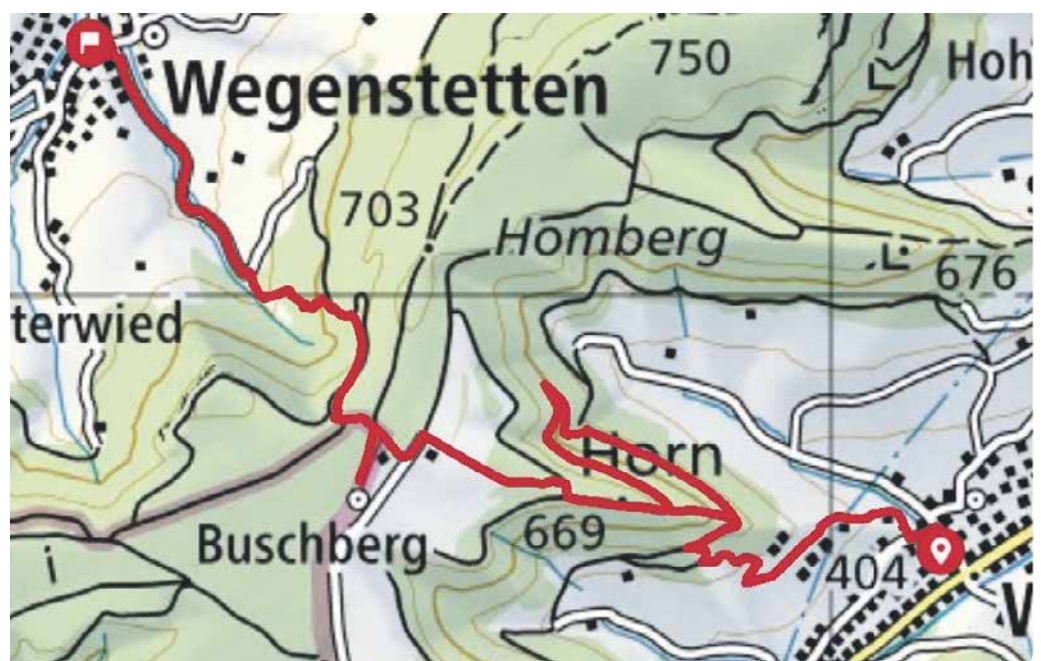 750
Hoh
Wegenstetten
703
Homberg
676
terwied
Horn
669
Buschberg
404
i
V